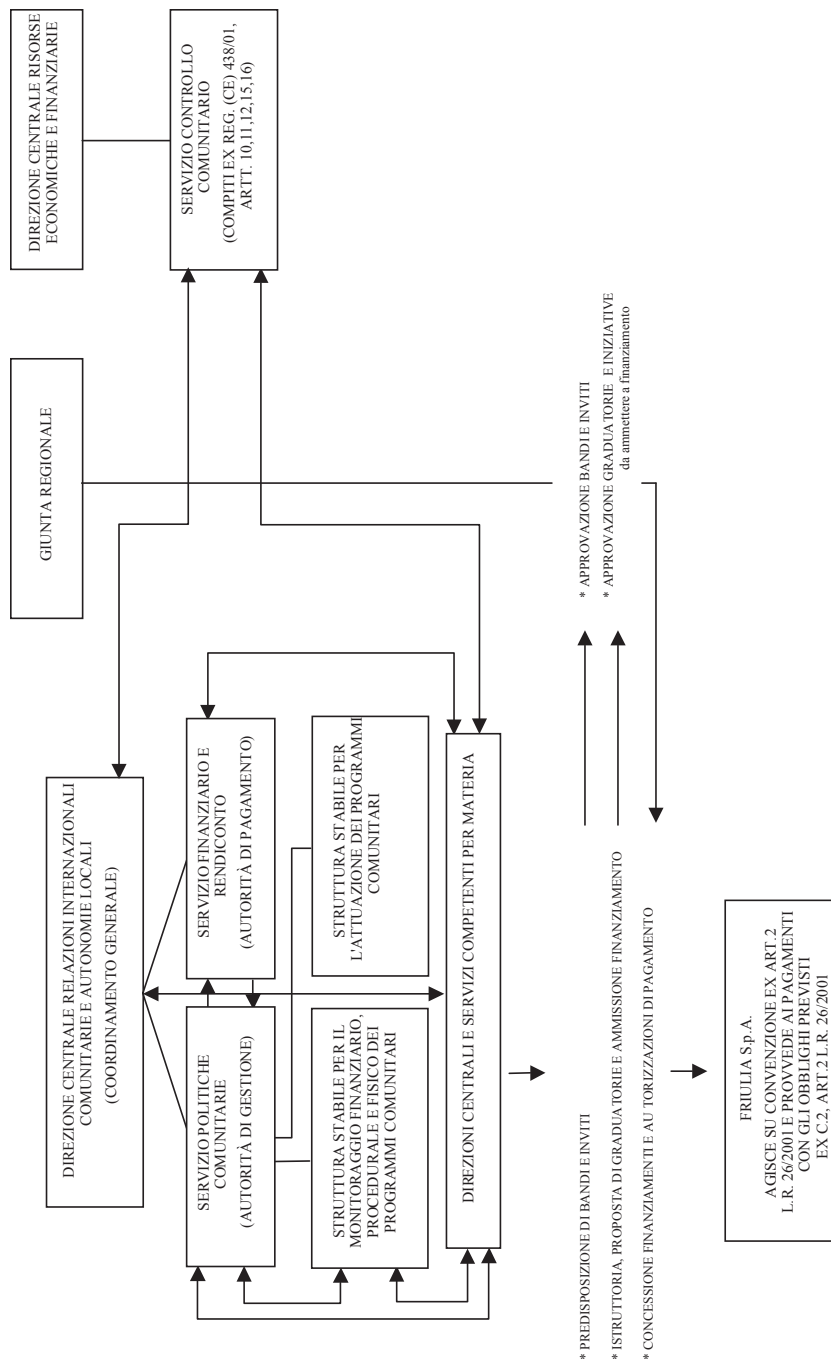 DIREZIONE CENTRALE RELAZIONI INTERNAZIONALI
COMUNITARIE E AUTONOMIE LOCALI
(COORDINAMENTO GENERALE)
GIUNTA REGIONALE
DIREZIONE CENTRALE RISORSE
ECONOMICHE E FINANZIARIE
SERVIZIO POLITICHE
COMUNITARIE
(AUTORITÀ DI GESTIONE)
SERVIZIO FINANZIARIO E
RENDICONTO
(AUTORITÀ DI PAGAMENTO)
SERVIZIO CONTROLLO
COMUNITARIO
(COMPITI EX REG. (CE) 438/01,
ARTT. 10,11,12,15,16)
STRUTTURA STABILE PER IL
MONITORAGGIO FINANZIARIO,
PROCEDURALE E FISICO DEI
PROGRAMMI COMUNITARI
STRUTTURA STABILE PER
L'ATTUAZIONE DEI PROGRAMMI
COMUNITARI
DIREZIONI CENTRALI E SERVIZI COMPETENTI PER MATERIA
* PREDISPOSIZIONE DI BANDI E INVITI
* ISTRUTTORIA, PROPOSTA DI GRADUATORIE E AMMISSIONE FINANZIAMENTO
* CONCESSIONE FINANZIAMENTI E AUTORIZZAZIONI DI PAGAMENTO
* APPROVAZIONE BANDI E INVITI
* APPROVAZIONE GRADUATORIE E INIZIATIVE
da ammettere a finanziamento
FRIULIA S.p.A.
AGISCE SU CONVENZIONE EX ART.2
L.R. 26/2001 E PROVVEDE AI PAGAMENTI
CON GLI OBBLIGHI PREVISTI
EX C.2, ART.2 L.R. 26/2001